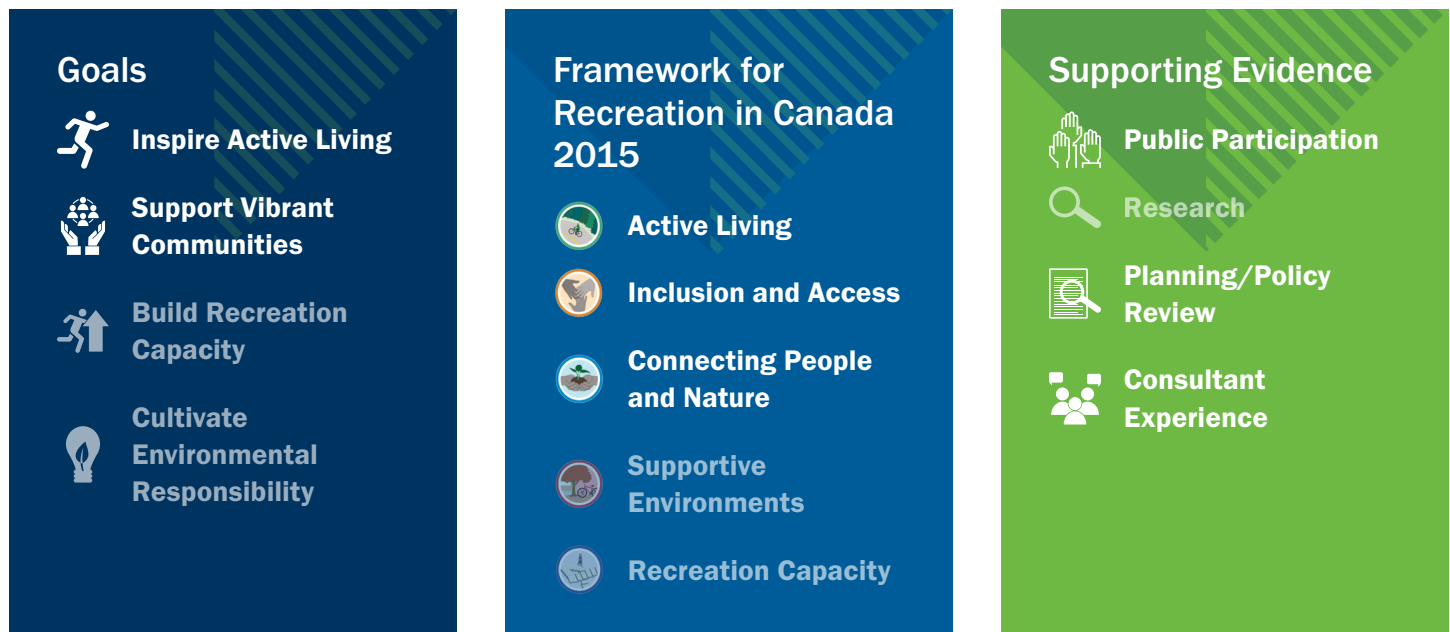 Goals
Inspire Active Living
Support Vibrant
Communities
Build Recreation
Capacity
Cultivate
Environmental
Responsibility
Framework for
Recreation in Canada
2015
Active Living
Inclusion and Access
Connecting People
and Nature
Supportive
Environments
Recreation Capacity
Supporting Evidence
Public Participation
Research
Planning/Policy
Review
Consultant
Experience